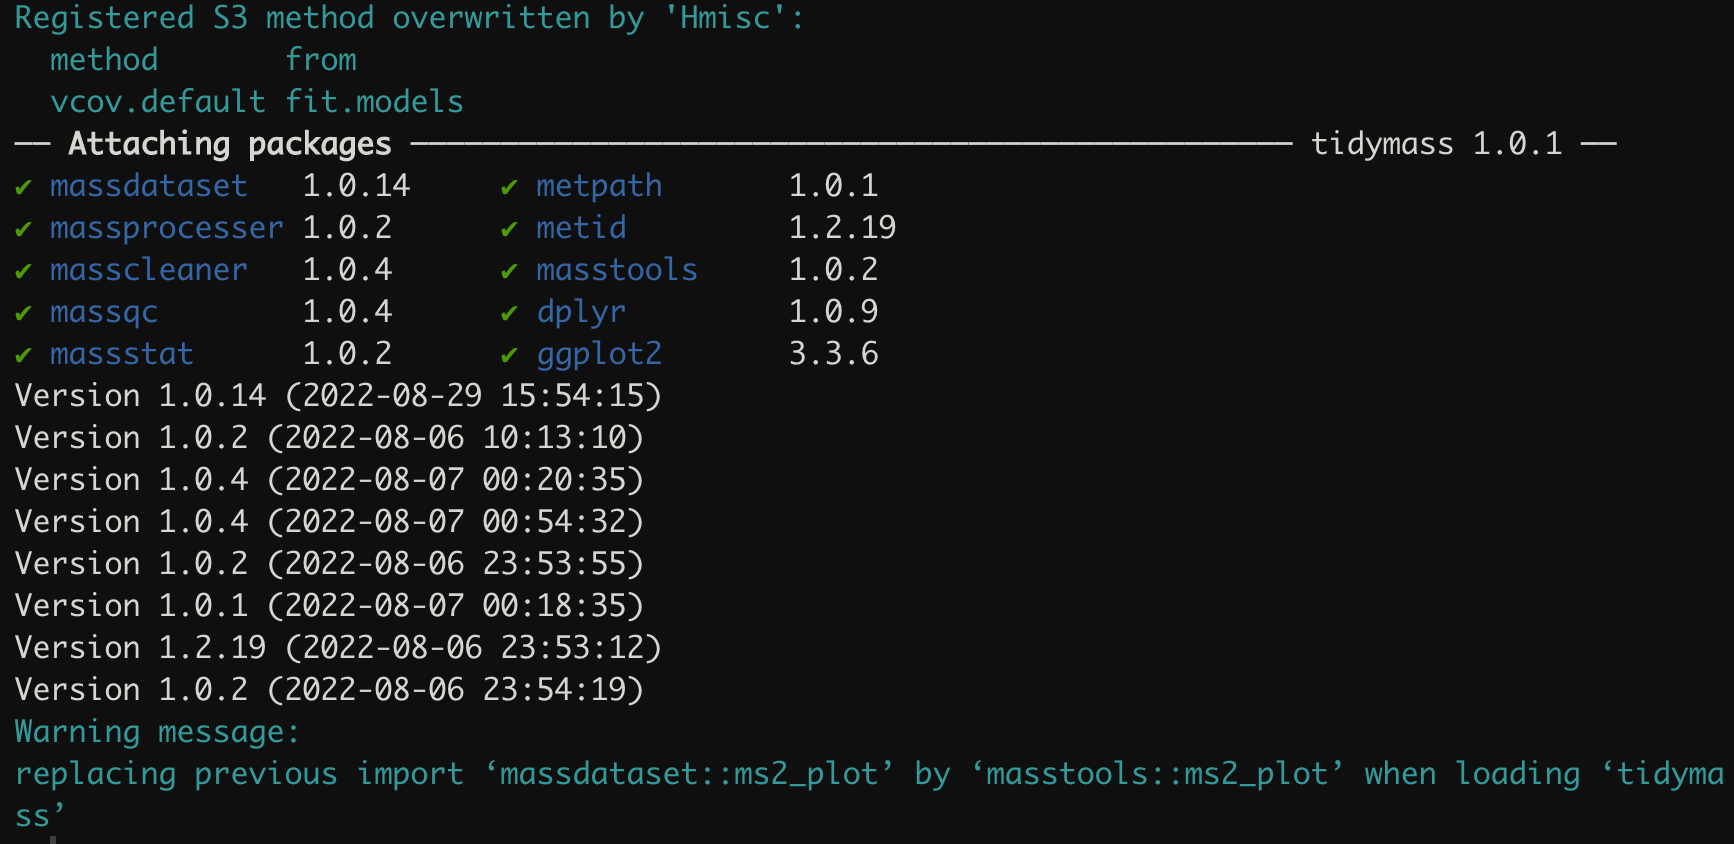 Registered S3 method overwritten by 'Hmisc':
  method       from
  vcov.default fit.models
── Attaching packages ───────────────────────────────────────────────── tidymass 1.0.1 ──
✔ massdataset   1.0.14     ✔ metpath       1.0.1
✔ massprocesser 1.0.2      ✔ metid         1.2.19
✔ masscleaner   1.0.4      ✔ masstools     1.0.2
✔ massqc        1.0.4      ✔ dplyr         1.0.9
✔ massstat      1.0.2      ✔ ggplot2       3.3.6
Version 1.0.14 (2022-08-29 15:54:15)
Version 1.0.2 (2022-08-06 10:13:10)
Version 1.0.4 (2022-08-07 00:20:35)
Version 1.0.4 (2022-08-07 00:54:32)
Version 1.0.2 (2022-08-06 23:53:55)
Version 1.0.1 (2022-08-07 00:18:35)
Version 1.2.19 (2022-08-06 23:53:12)
Version 1.0.2 (2022-08-06 23:54:19)
Warning message:
replacing previous import ‘massdataset::ms2_plot’ by ‘masstools::ms2_plot’ when loading ‘tidyma
ss’